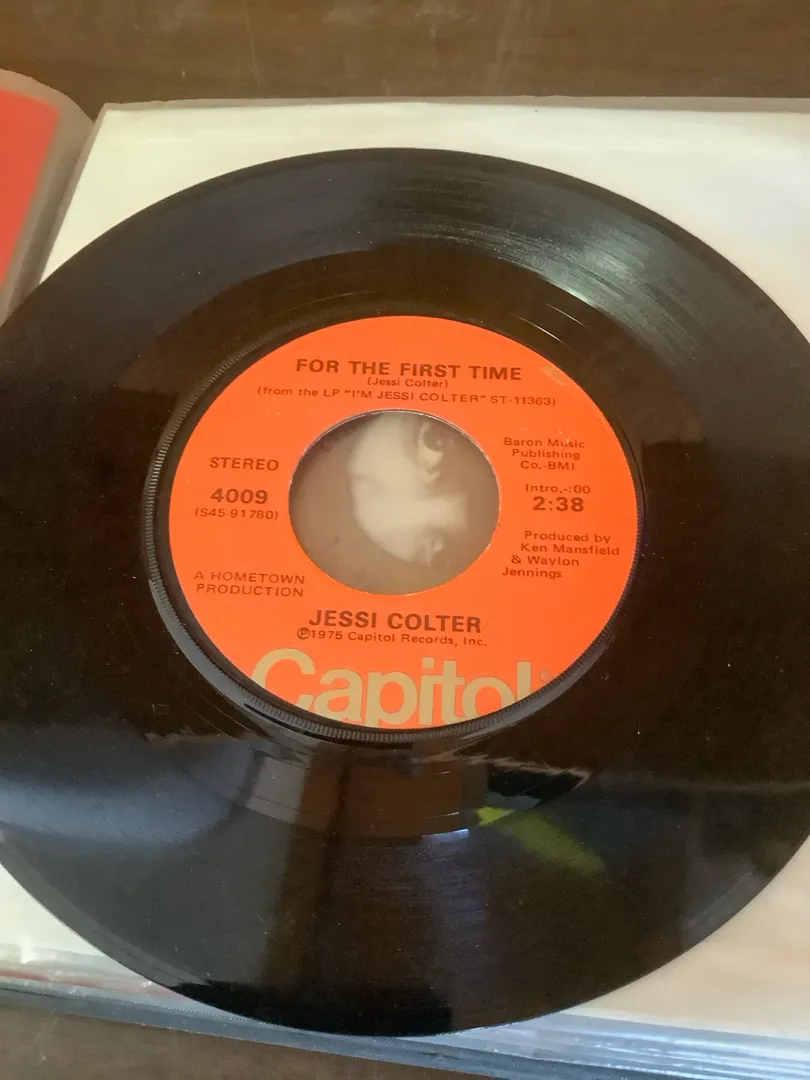 FOR THE FIRST TIME
(Jessi Colter)
(from the LP "I'M JESSI COLTER" ST-11363)
STEREO
4009
(S45-91780)
Baron Music
Publishing
Co.-BMI
Intro.-:00
2:38
Produced by
Ken Mansfield
& Waylon
Jennings
A HOMETOWN
PRODUCTION
JESSI COLTER
℗1975 Capitol Records, Inc.
Capitol